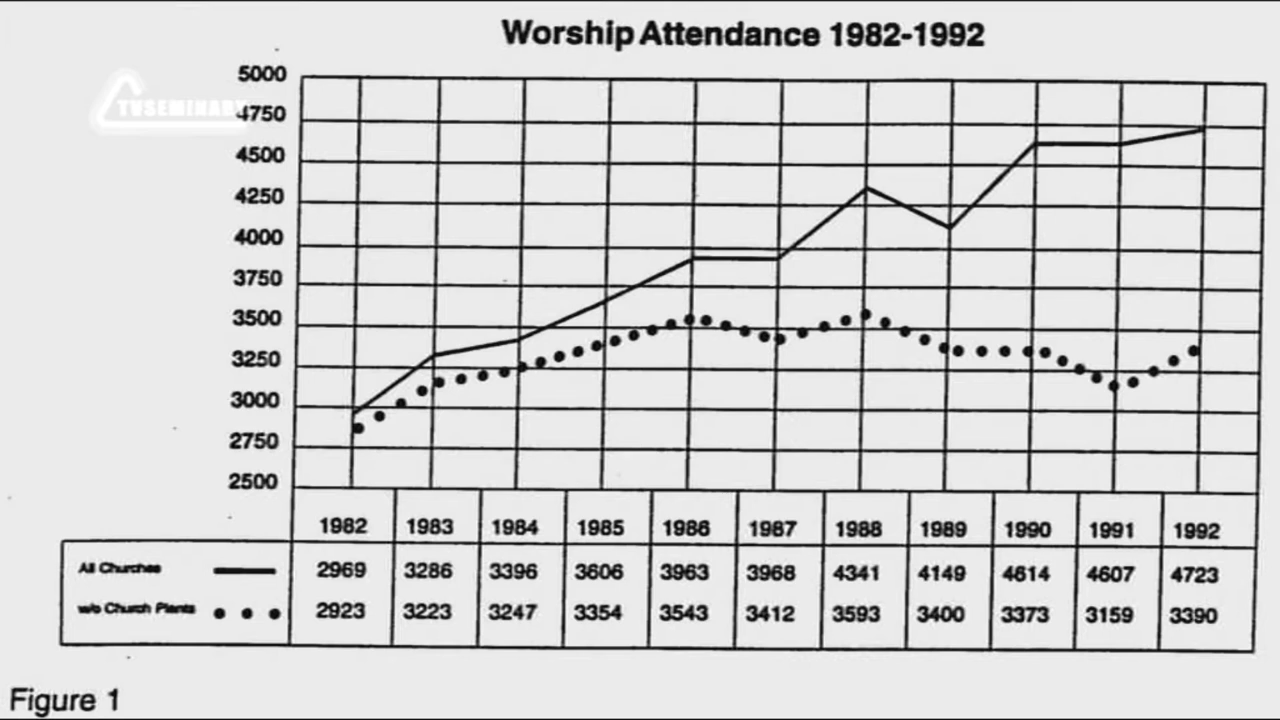 Worship Attendance 1982-1992
TVSEMINARY
5000
4750
4500
4250
4000
3750
3500
3250
3000
2750
2500
1982 1983 1984 1985 1986 1987 1988 1989 1990 1991 1992
All Churches 2969 3286 3396 3606 3963 3968 4341 4149 4614 4607 4723
w/o Church Plants 2923 3223 3247 3354 3543 3412 3593 3400 3373 3159 3390
Figure 1